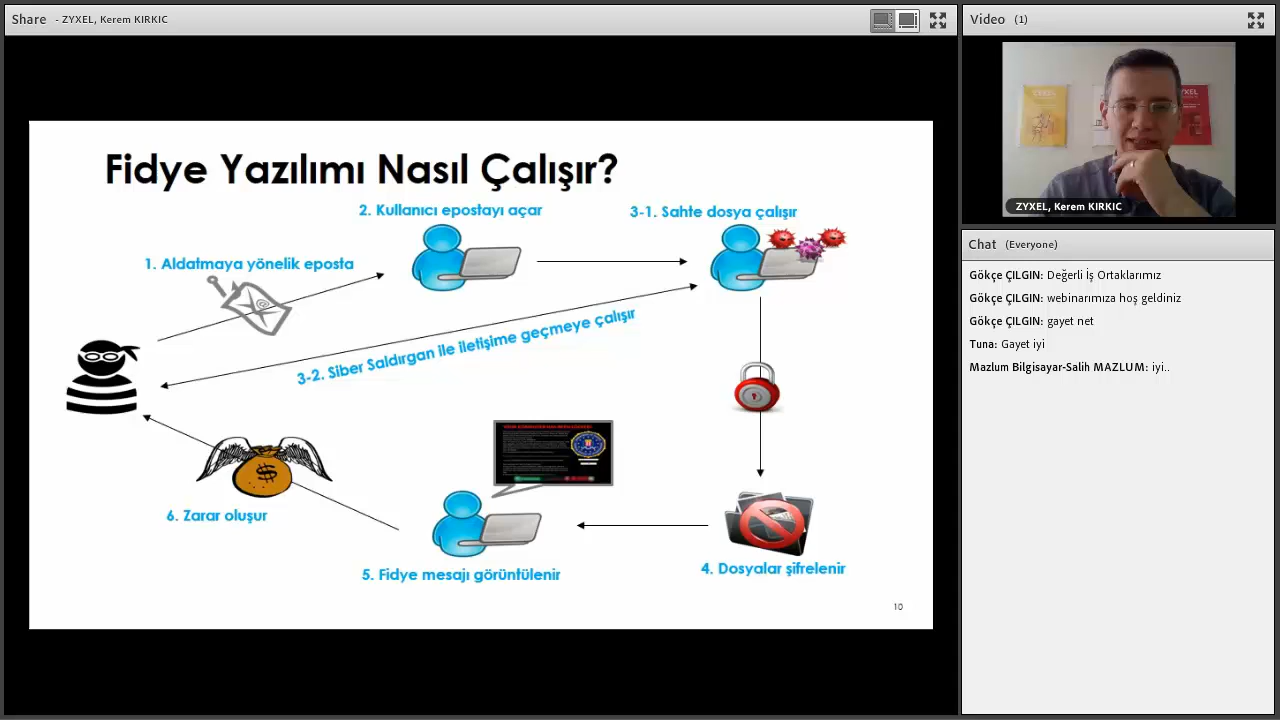 Share - ZYXEL, Kerem KIRKIC
Fidye Yazılımı Nasıl Çalışır?
2. Kullanıcı epostayı açar
3-1. Sahte dosya çalışır
1. Aldatmaya yönelik eposta
3-2. Siber Saldırgan ile iletişime geçmeye çalışır
6. Zarar oluşur
5. Fidye mesajı görüntülenir
4. Dosyalar şifrelenir
10
Video (1)
ZYXEL
ZYXEL, Kerem KIRKIC
Chat (Everyone)
Gökçe ÇILGIN: Değerli İş Ortaklarımız
Gökçe ÇILGIN: webinarımıza hoş geldiniz
Gökçe ÇILGIN: gayet net
Tuna: Gayet iyi
Mazlum Bilgisayar-Salih MAZLUM: iyi..